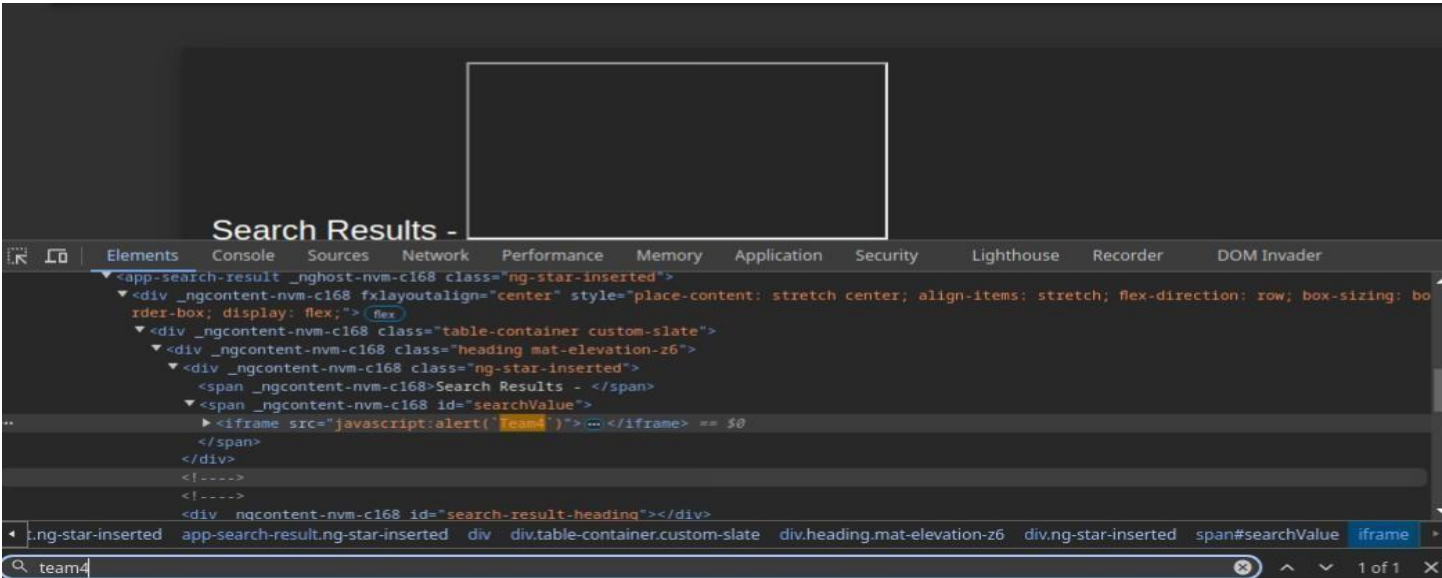 Search Results -
Elements Console Sources Network Performance Memory Application Security Lighthouse Recorder DOM Invader
▼<app-search-result _nghost-nvm-c168 class="ng-star-inserted">
▼<div _ngcontent-nvm-c168 fxlayoutalign="center" style="place-content: stretch center; align-items: stretch; flex-direction: row; box-sizing: bo
rder-box; display: flex;"> flex
▼<div _ngcontent-nvm-c168 class="table-container custom-slate">
▼<div _ngcontent-nvm-c168 class="heading mat-elevation-z6">
▼<div _ngcontent-nvm-c168 class="ng-star-inserted">
<span _ngcontent-nvm-c168>Search Results - </span>
▼<span _ngcontent-nvm-c168 id="searchValue">
… ▶<iframe src="javascript:alert(`Team4`)">…</iframe> == $0
</span>
</div>
<!---->
<!---->
<div _ngcontent-nvm-c168 id="search-result-heading"></div>
t.ng-star-inserted app-search-result.ng-star-inserted div div.table-container.custom-slate div.heading.mat-elevation-z6 div.ng-star-inserted span#searchValue iframe
team4 1 of 1